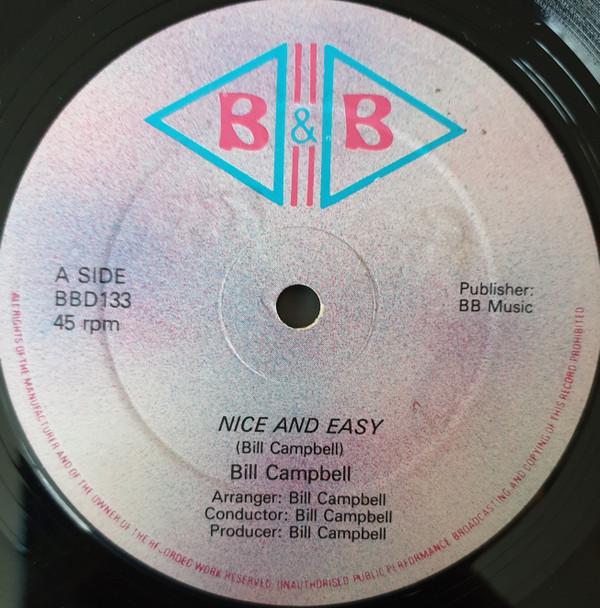 B & B
A SIDE
BBD133
45 rpm
Publisher:
BB Music
NICE AND EASY
(Bill Campbell)
Bill Campbell
Arranger: Bill Campbell
Conductor: Bill Campbell
Producer: Bill Campbell
ALL RIGHTS OF THE MANUFACTURER AND OF THE OWNER OF THE RECORDED WORK RESERVED. UNAUTHORISED PUBLIC PERFORMANCE BROADCASTING AND COPYING OF THIS RECORD PROHIBITED